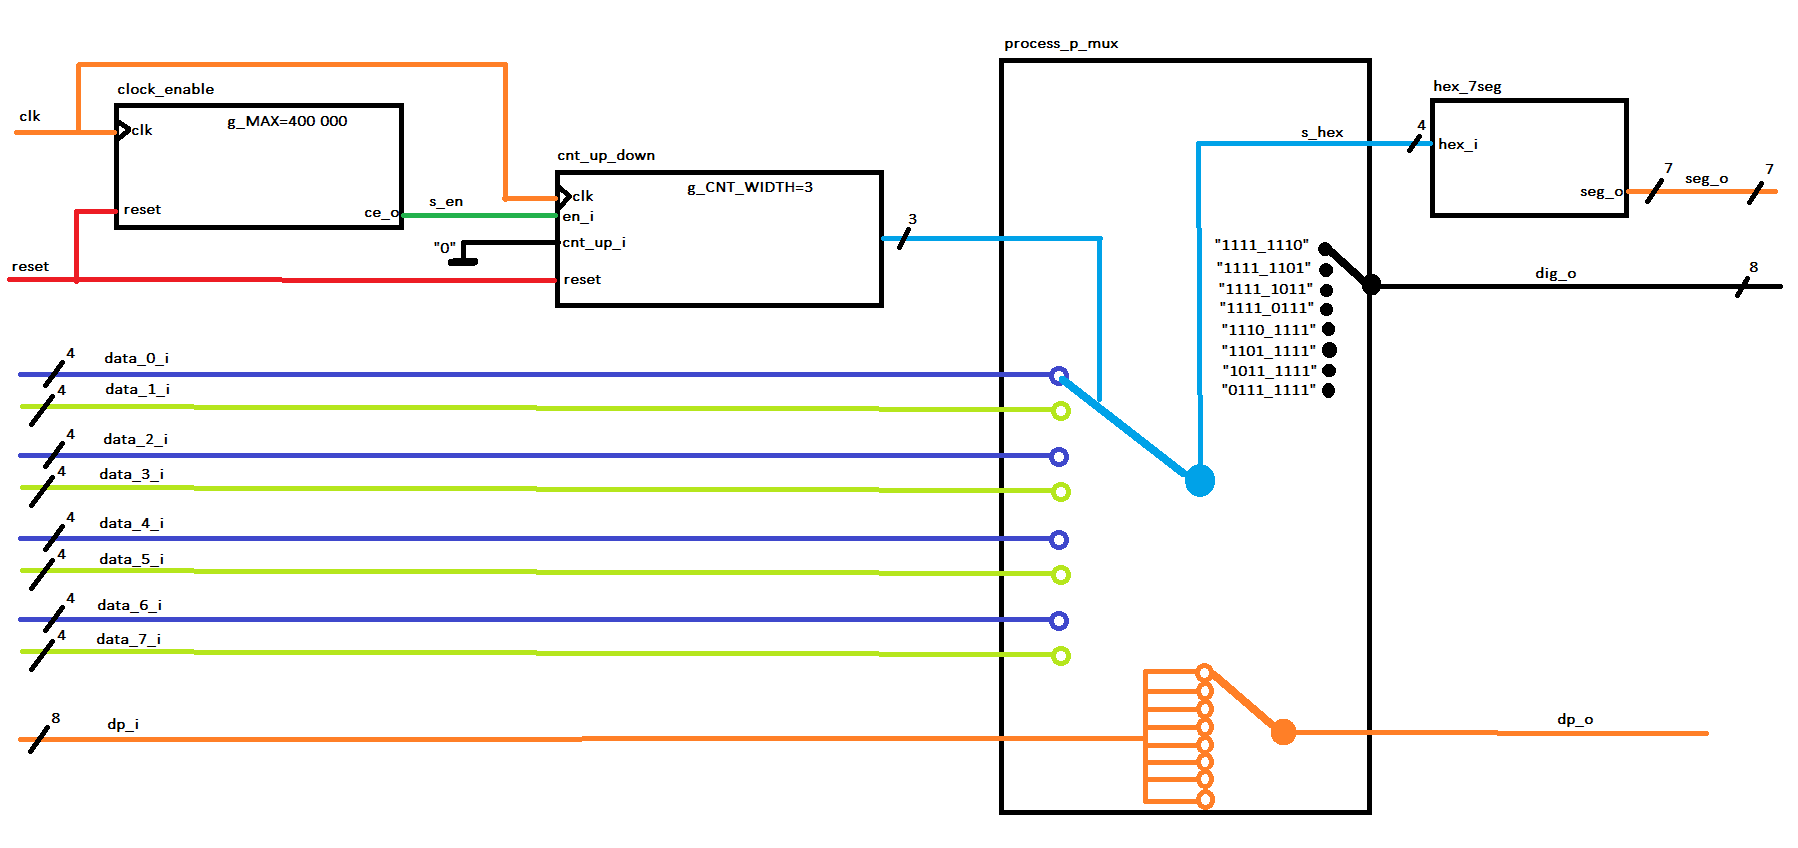 process_p_mux
clock_enable
hex_7seg
clk
clk
g_MAX=400 000
4
s_hex
hex_i
cnt_up_down
7
7
seg_o
seg_o
g_CNT_WIDTH=3
clk
reset
ce_o
s_en
en_i
3
"0"
cnt_up_i
reset
reset
"1111_1110"
"1111_1101"
"1111_1011"
"1111_0111"
"1110_1111"
"1101_1111"
"1011_1111"
"0111_1111"
dig_o
8
4
data_0_i
4
data_1_i
4
data_2_i
4
data_3_i
4
data_4_i
4
data_5_i
4
data_6_i
4
data_7_i
8
dp_i
dp_o